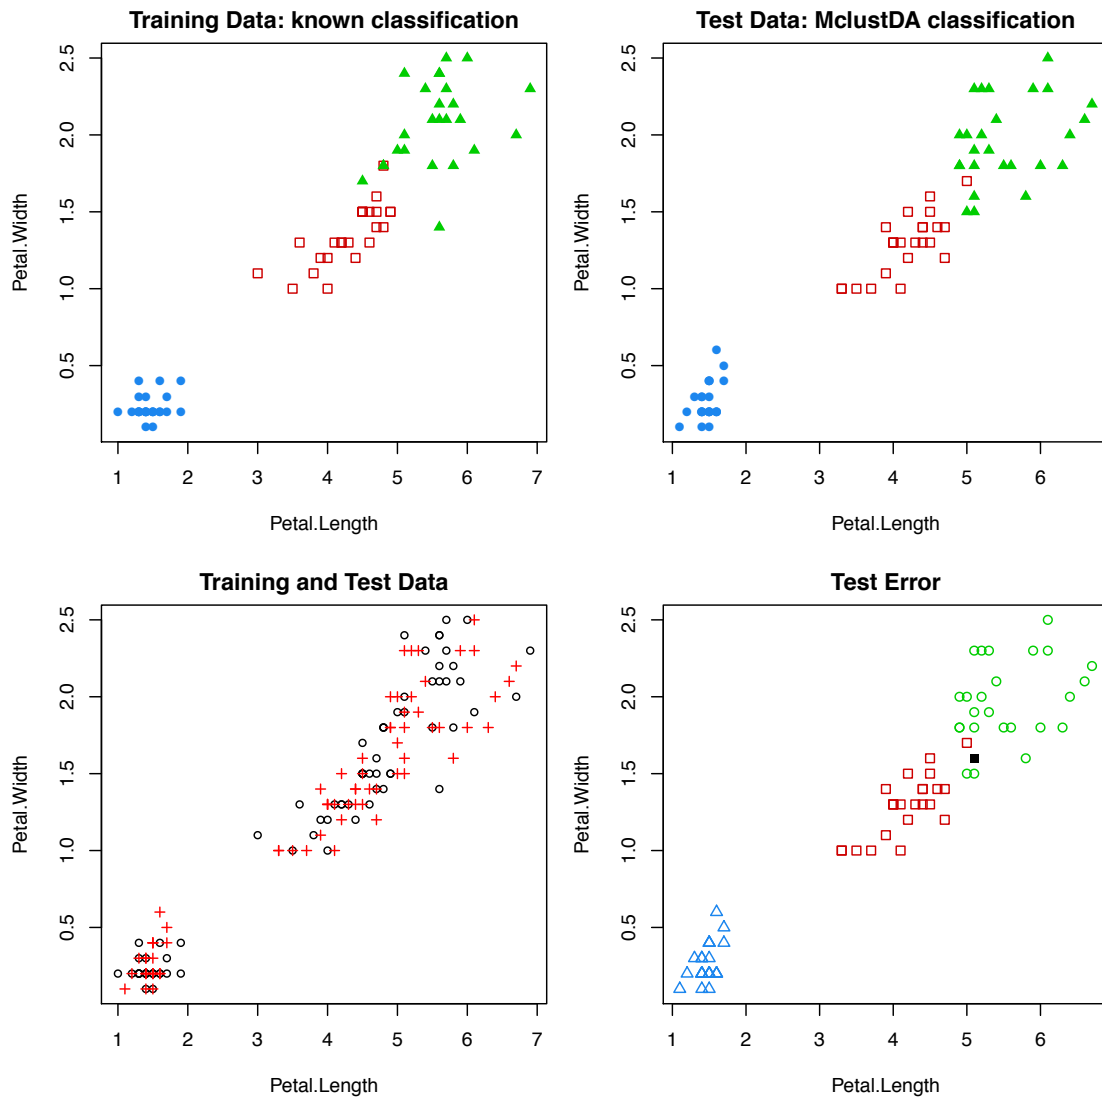 Training Data: known classification
Petal.Width
2.5
2.0
1.5
1.0
0.5
1 2 3 4 5 6 7
Petal.Length
Test Data: McIustDA classification
Petal.Width
2.5
2.0
1.5
1.0
0.5
1 2 3 4 5 6
Petal.Length
Training and Test Data
Petal.Width
2.5
2.0
1.5
1.0
0.5
1 2 3 4 5 6 7
Petal.Length
Test Error
Petal.Width
2.5
2.0
1.5
1.0
0.5
1 2 3 4 5 6
Petal.Length